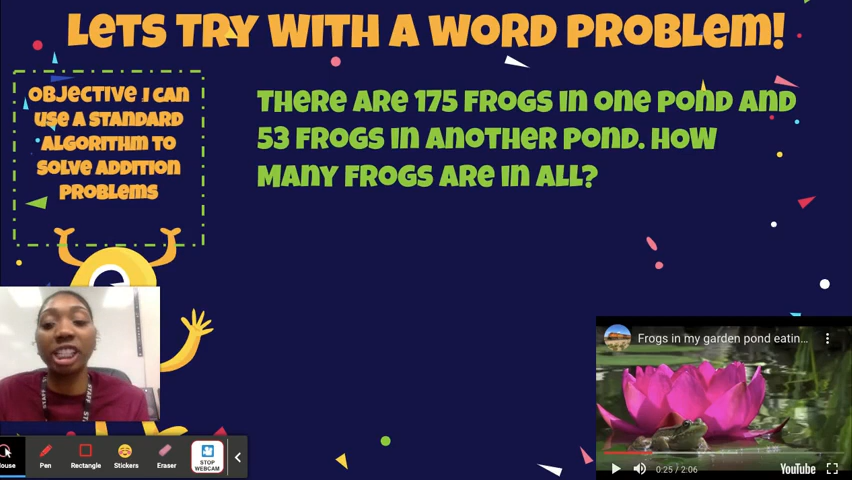 LETS TRY WITH A WORD PROBLEM!
OBJECTIVE I CAN
USE A STANDARD
ALGORITHM TO
SOLVE ADDITION
PROBLEMS
THERE ARE 175 FROGS IN ONE POND AND
53 FROGS IN ANOTHER POND. HOW
MANY FROGS ARE IN ALL?
STAFF
Frogs in my garden pond eatin...
0:25 / 2:06
YouTube
Mouse
Pen
Rectangle
Stickers
Eraser
STOP
WEBCAM